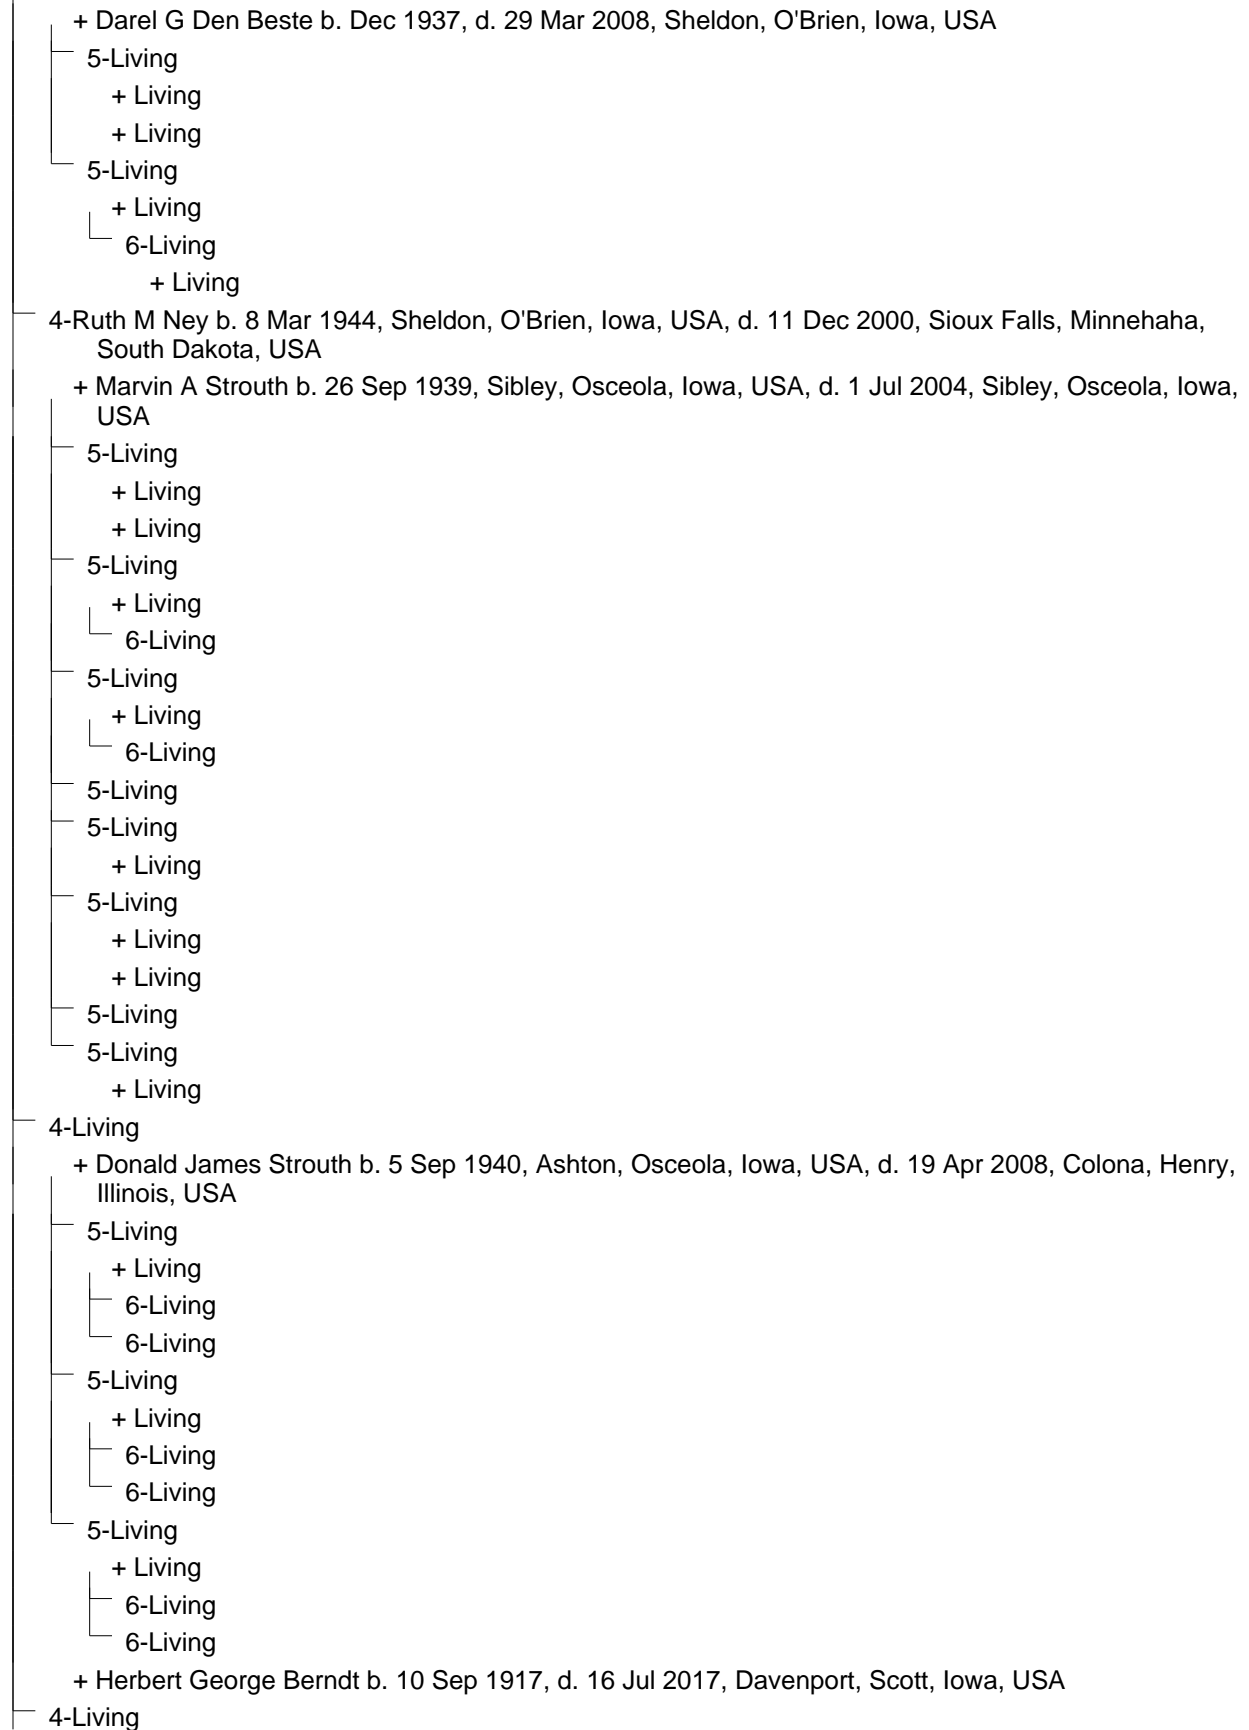 + Darel G Den Beste b. Dec 1937, d. 29 Mar 2008, Sheldon, O'Brien, Iowa, USA
5-Living
+ Living
+ Living
5-Living
+ Living
6-Living
+ Living
4-Ruth M Ney b. 8 Mar 1944, Sheldon, O'Brien, Iowa, USA, d. 11 Dec 2000, Sioux Falls, Minnehaha,
South Dakota, USA
+ Marvin A Strouth b. 26 Sep 1939, Sibley, Osceola, Iowa, USA, d. 1 Jul 2004, Sibley, Osceola, Iowa,
USA
5-Living
+ Living
+ Living
5-Living
+ Living
6-Living
5-Living
+ Living
6-Living
5-Living
5-Living
+ Living
5-Living
+ Living
+ Living
5-Living
5-Living
+ Living
4-Living
+ Donald James Strouth b. 5 Sep 1940, Ashton, Osceola, Iowa, USA, d. 19 Apr 2008, Colona, Henry,
Illinois, USA
5-Living
+ Living
6-Living
6-Living
5-Living
+ Living
6-Living
6-Living
5-Living
+ Living
6-Living
6-Living
+ Herbert George Berndt b. 10 Sep 1917, d. 16 Jul 2017, Davenport, Scott, Iowa, USA
4-Living